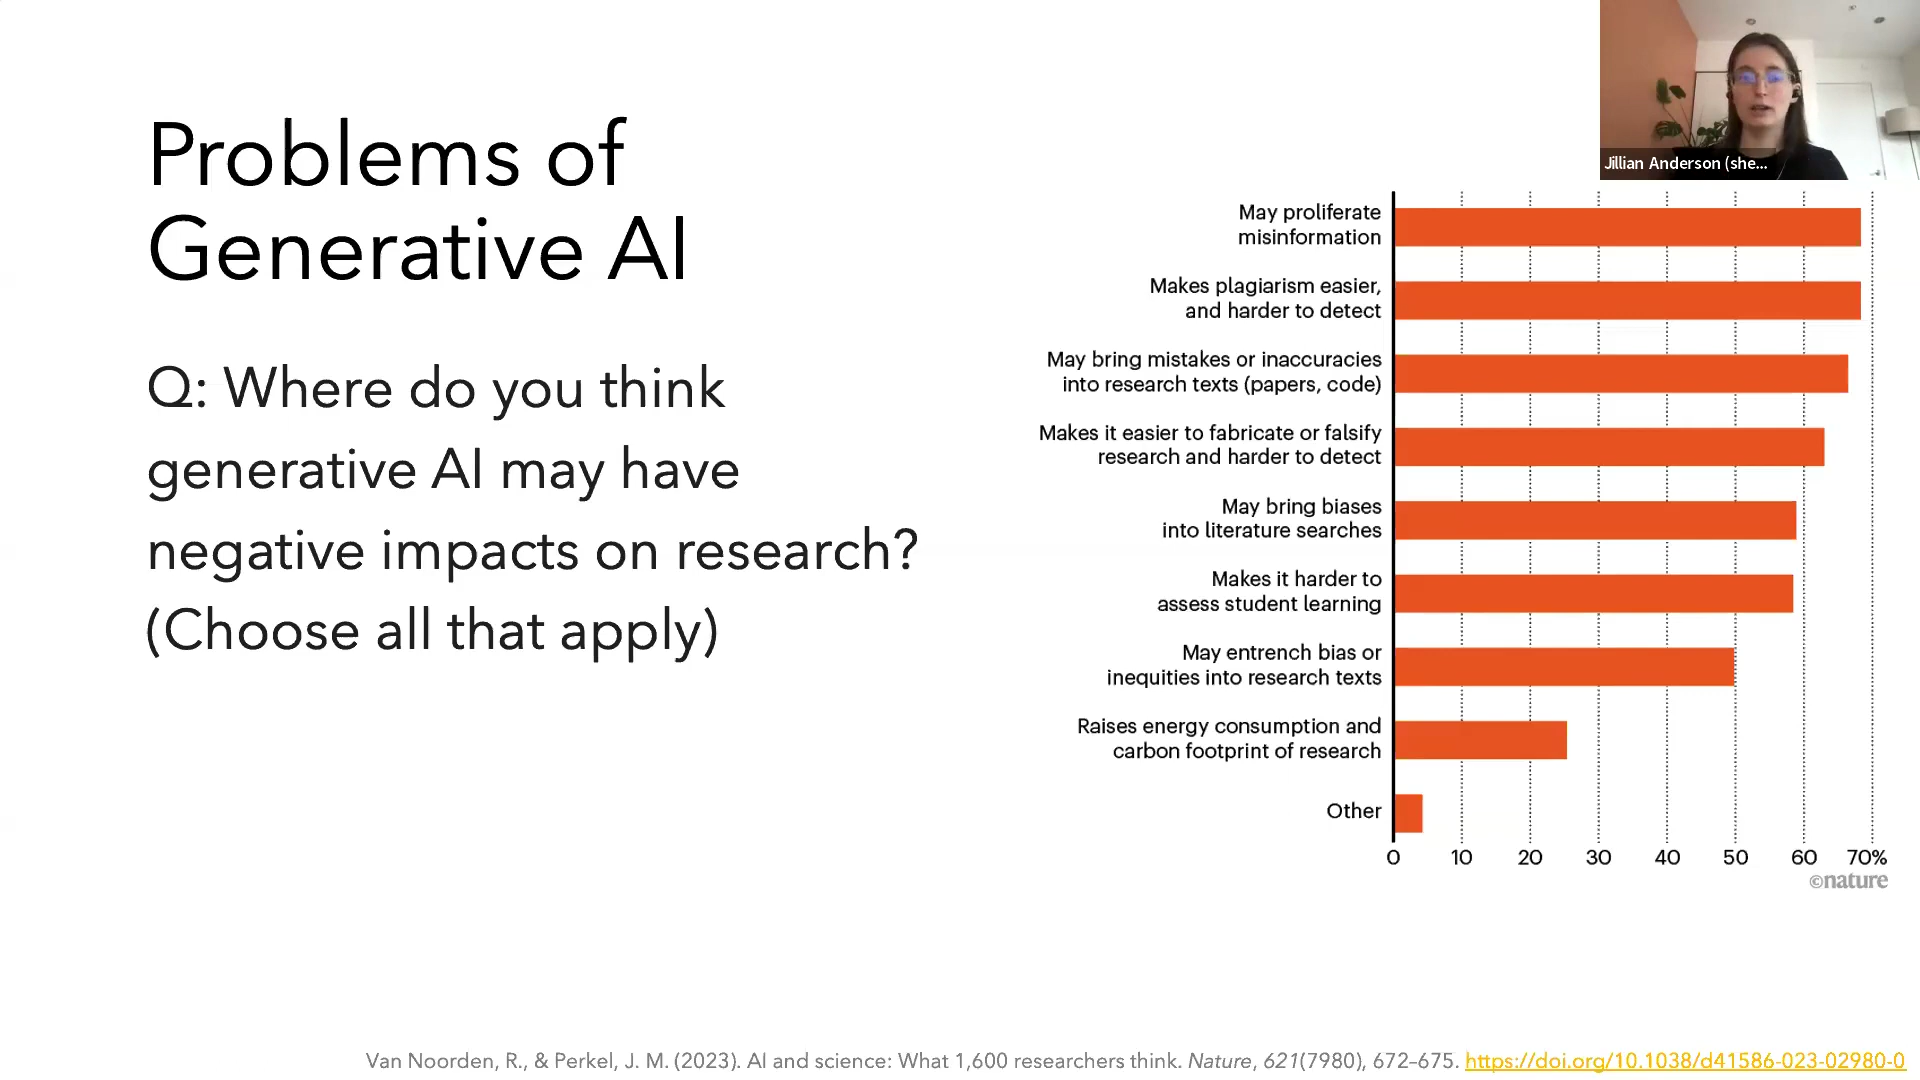 Problems of
Generative AI
Q: Where do you think
generative AI may have
negative impacts on research?
(Choose all that apply)
Jillian Anderson (she...
May proliferate
misinformation
Makes plagiarism easier,
and harder to detect
May bring mistakes or inaccuracies
into research texts (papers, code)
Makes it easier to fabricate or falsify
research and harder to detect
May bring biases
into literature searches
Makes it harder to
assess student learning
May entrench bias or
inequities into research texts
Raises energy consumption and
carbon footprint of research
Other
0 10 20 30 40 50 60 70%
©nature
Van Noorden, R., & Perkel, J. M. (2023). AI and science: What 1,600 researchers think. Nature, 621(7980), 672–675. https://doi.org/10.1038/d41586-023-02980-0